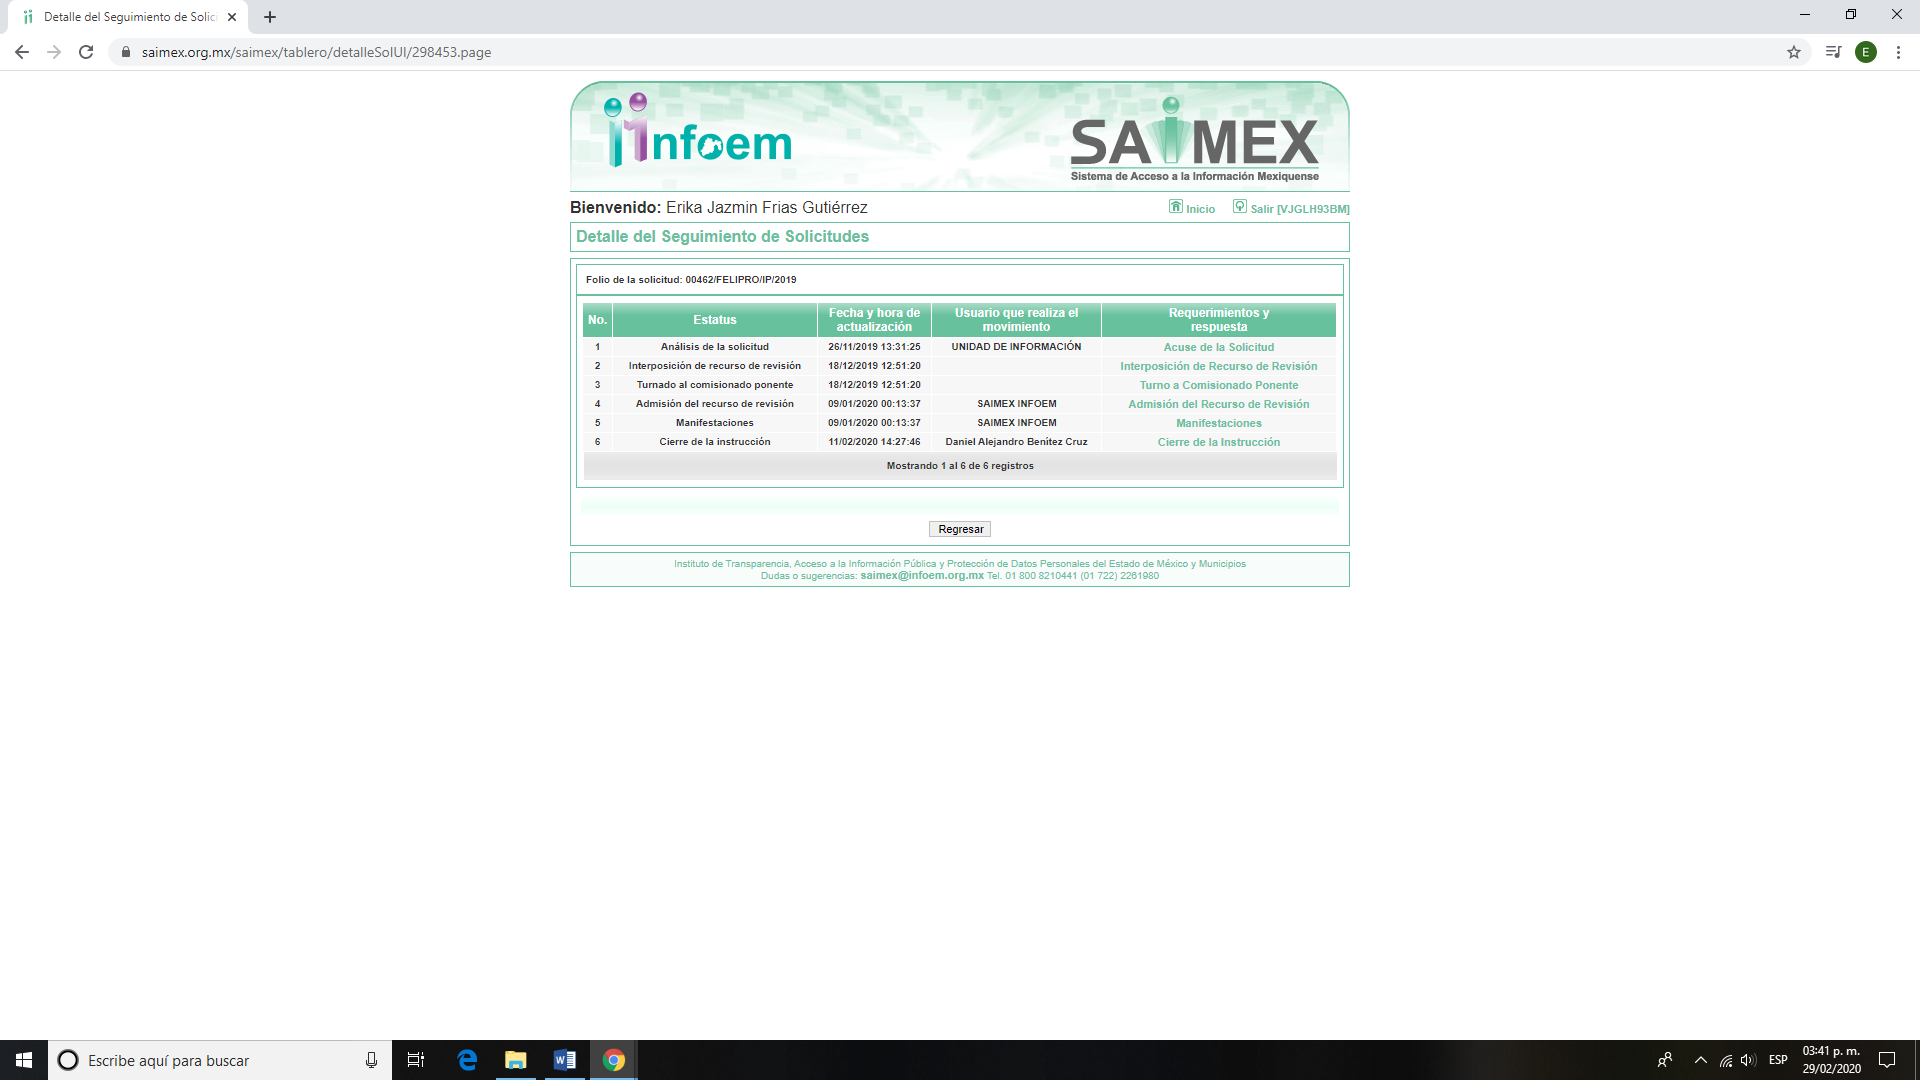 Detalle del Seguimiento de Solici
saimex.org.mx/saimex/tablero/detalleSolUI/298453.page
E
infoem
SAIMEX
Sistema de Acceso a la Información Mexiquense
Bienvenido: Erika Jazmin Frias Gutiérrez
Inicio
Salir [VJGLH93BM]
Detalle del Seguimiento de Solicitudes
Folio de la solicitud: 00462/FELIPRO/IP/2019
No. Estatus Fecha y hora de actualización Usuario que realiza el movimiento Requerimientos y respuesta
1 Análisis de la solicitud 26/11/2019 13:31:25 UNIDAD DE INFORMACIÓN Acuse de la Solicitud
2 Interposición de recurso de revisión 18/12/2019 12:51:20 Interposición de Recurso de Revisión
3 Turnado al comisionado ponente 18/12/2019 12:51:20 Turno a Comisionado Ponente
4 Admisión del recurso de revisión 09/01/2020 00:13:37 SAIMEX INFOEM Admisión del Recurso de Revisión
5 Manifestaciones 09/01/2020 00:13:37 SAIMEX INFOEM Manifestaciones
6 Cierre de la instrucción 11/02/2020 14:27:46 Daniel Alejandro Benítez Cruz Cierre de la Instrucción
Mostrando 1 al 6 de 6 registros
Regresar
Instituto de Transparencia, Acceso a la Información Pública y Protección de Datos Personales del Estado de México y Municipios
Dudas o sugerencias: saimex@infoem.org.mx Tel. 01 800 8210441 (01 722) 2261980
Escribe aquí para buscar
ESP
03:41 p. m.
29/02/2020